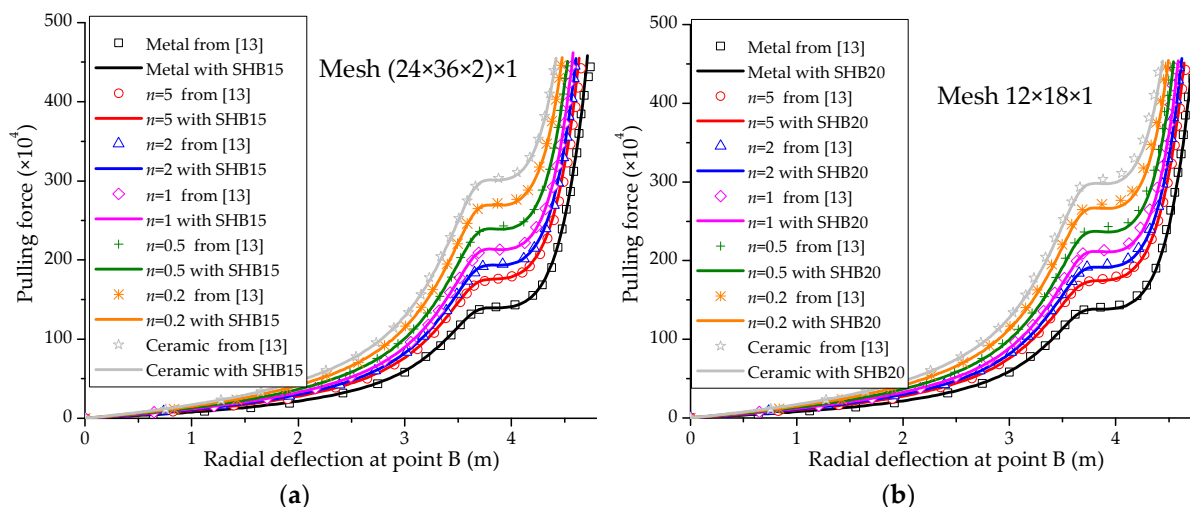 500
400
300
200
100
0
Pulling force (×10⁴)
Metal from [13]
Metal with SHB15
n=5 from [13]
n=5 with SHB15
n=2 from [13]
n=2 with SHB15
n=1 from [13]
n=1 with SHB15
n=0.5 from [13]
n=0.5 with SHB15
n=0.2 from [13]
n=0.2 with SHB15
Ceramic from [13]
Ceramic with SHB15
Mesh (24×36×2)×1
0 1 2 3 4
Radial deflection at point B (m)
(a)
500
400
300
200
100
0
Pulling force (×10⁴)
Metal from [13]
Metal with SHB20
n=5 from [13]
n=5 with SHB20
n=2 from [13]
n=2 with SHB20
n=1 from [13]
n=1 with SHB20
n=0.5 from [13]
n=0.5 with SHB20
n=0.2 from [13]
n=0.2 with SHB20
Ceramic from [13]
Ceramic with SHB20
Mesh 12×18×1
0 1 2 3 4
Radial deflection at point B (m)
(b)